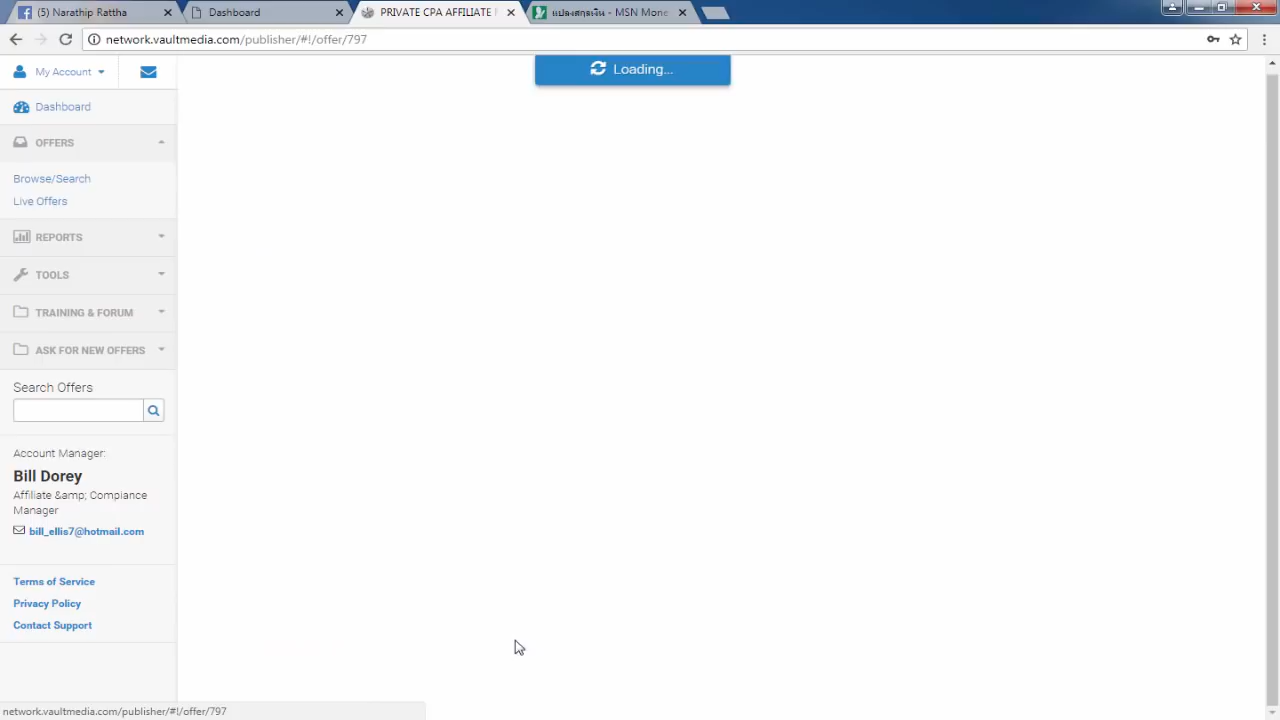 (5) Narathip Rattha
Dashboard
PRIVATE CPA AFFILIATE
แปลงสกุลเงิน - MSN Mone
network.vaultmedia.com/publisher/#!/offer/797
My Account
Loading...
Dashboard
OFFERS
Browse/Search
Live Offers
REPORTS
TOOLS
TRAINING & FORUM
ASK FOR NEW OFFERS
Search Offers
Account Manager:
Bill Dorey
Affiliate &amp; Compiance
Manager
bill_ellis7@hotmail.com
Terms of Service
Privacy Policy
Contact Support
network.vaultmedia.com/publisher/#!/offer/797